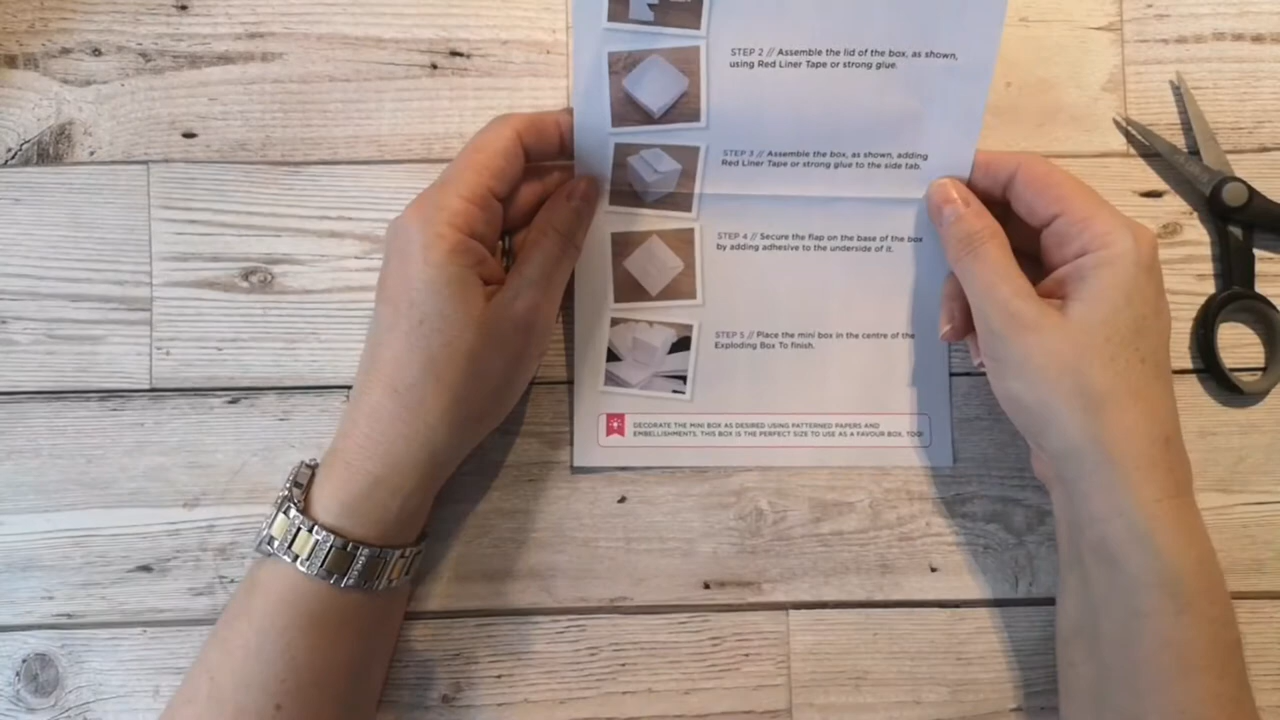 STEP 2 // Assemble the lid of the box, as shown,
using Red Liner Tape or strong glue.
STEP 3 // Assemble the box, as shown, adding
Red Liner Tape or strong glue to the side tab.
STEP 4 // Secure the flap on the base of the box
by adding adhesive to the underside of it.
STEP 5 // Place the mini box in the centre of the
Exploding Box To finish.
DECORATE THE MINI BOX AS DESIRED USING PATTERNED PAPERS AND
EMBELLISHMENTS. THIS BOX IS THE PERFECT SIZE TO USE AS A FAVOUR BOX, TOO!